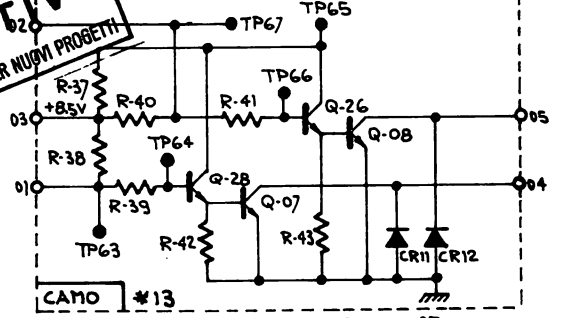 TP65
02
TP67
PER NUOVI PROGETTI
R-37
TP66
+8.5V
R-40
R-41
Q-26
03
05
TP64
Q-08
R-38
Q-28
01
04
R-39
Q-07
R-42
R-43
TP63
CR11
CR12
CAMO
*13